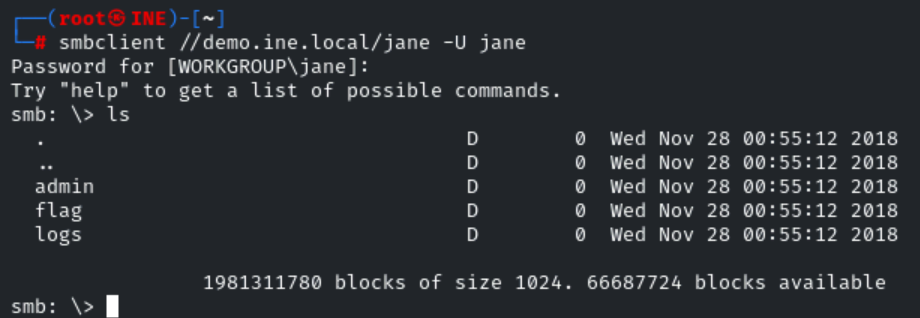 ┌──(root㉿INE)-[~]
└─# smbclient //demo.ine.local/jane -U jane
Password for [WORKGROUP\jane]:
Try "help" to get a list of possible commands.
smb: \> ls
  .                                   D        0  Wed Nov 28 00:55:12 2018
  ..                                  D        0  Wed Nov 28 00:55:12 2018
  admin                               D        0  Wed Nov 28 00:55:12 2018
  flag                                D        0  Wed Nov 28 00:55:12 2018
  logs                                D        0  Wed Nov 28 00:55:12 2018
                1981311780 blocks of size 1024. 66687724 blocks available
smb: \>